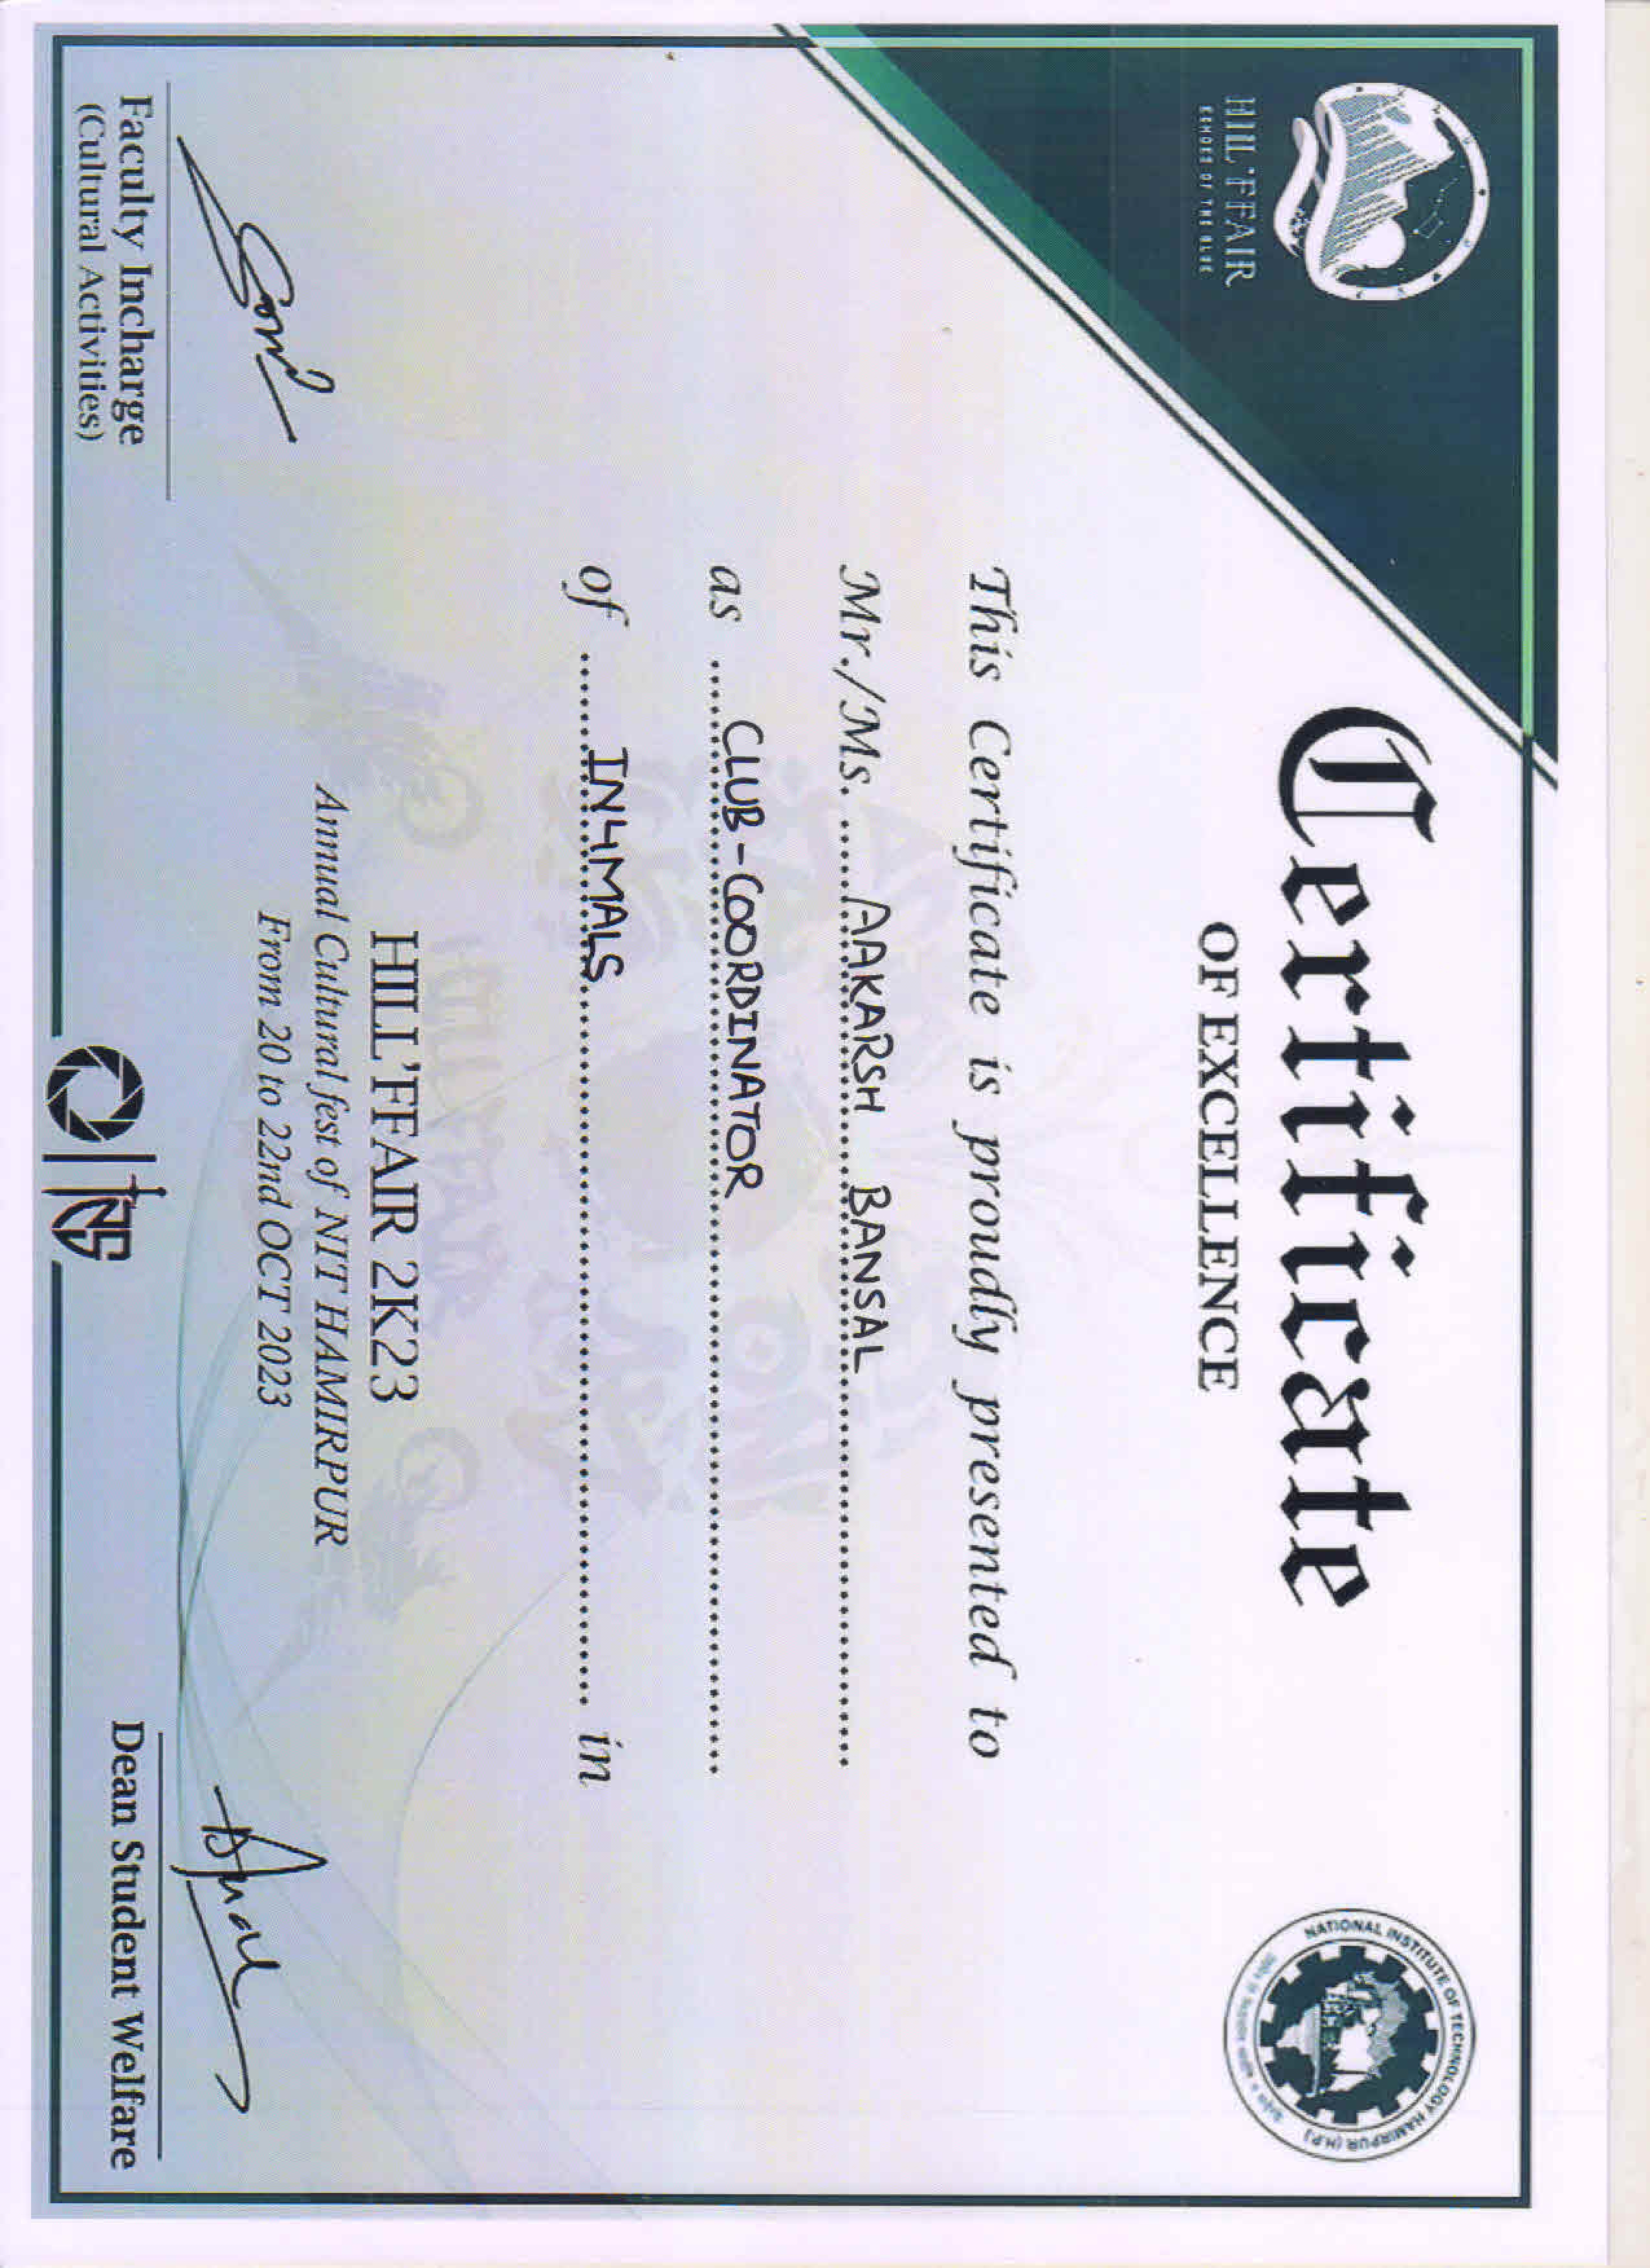 HILL'FFAIR
ECHOES OF THE BLUE
NATIONAL INSTITUTE OF TECHNOLOGY HAMIRPUR (H.P.)
Certificate
OF EXCELLENCE
This Certificate is proudly presented to
Mr./Ms. ......AAKARSH BANSAL......
as ......CLUB-COORDINATOR......
of ......IN4MALS...... in
HILL'FFAIR 2K23
Annual Cultural fest of NIT HAMIRPUR
From 20 to 22nd OCT 2023
Faculty Incharge
(Cultural Activities)
Dean Student Welfare